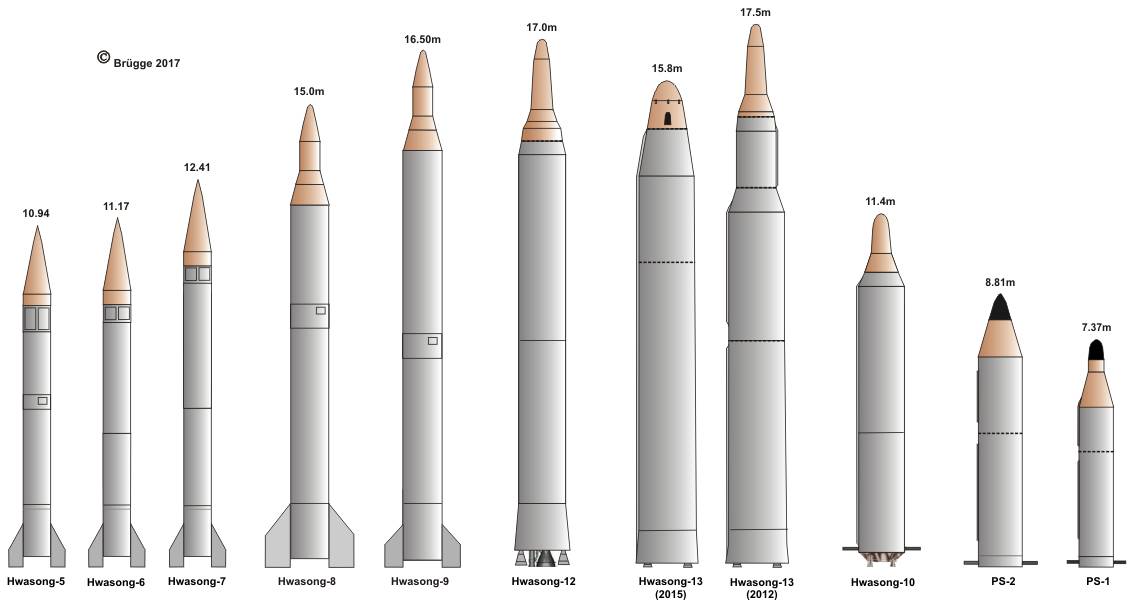 © Brügge 2017
10.94
11.17
12.41
15.0m
16.50m
17.0m
15.8m
17.5m
11.4m
8.81m
7.37m
Hwasong-5
Hwasong-6
Hwasong-7
Hwasong-8
Hwasong-9
Hwasong-12
Hwasong-13
(2015)
Hwasong-13
(2012)
Hwasong-10
PS-2
PS-1